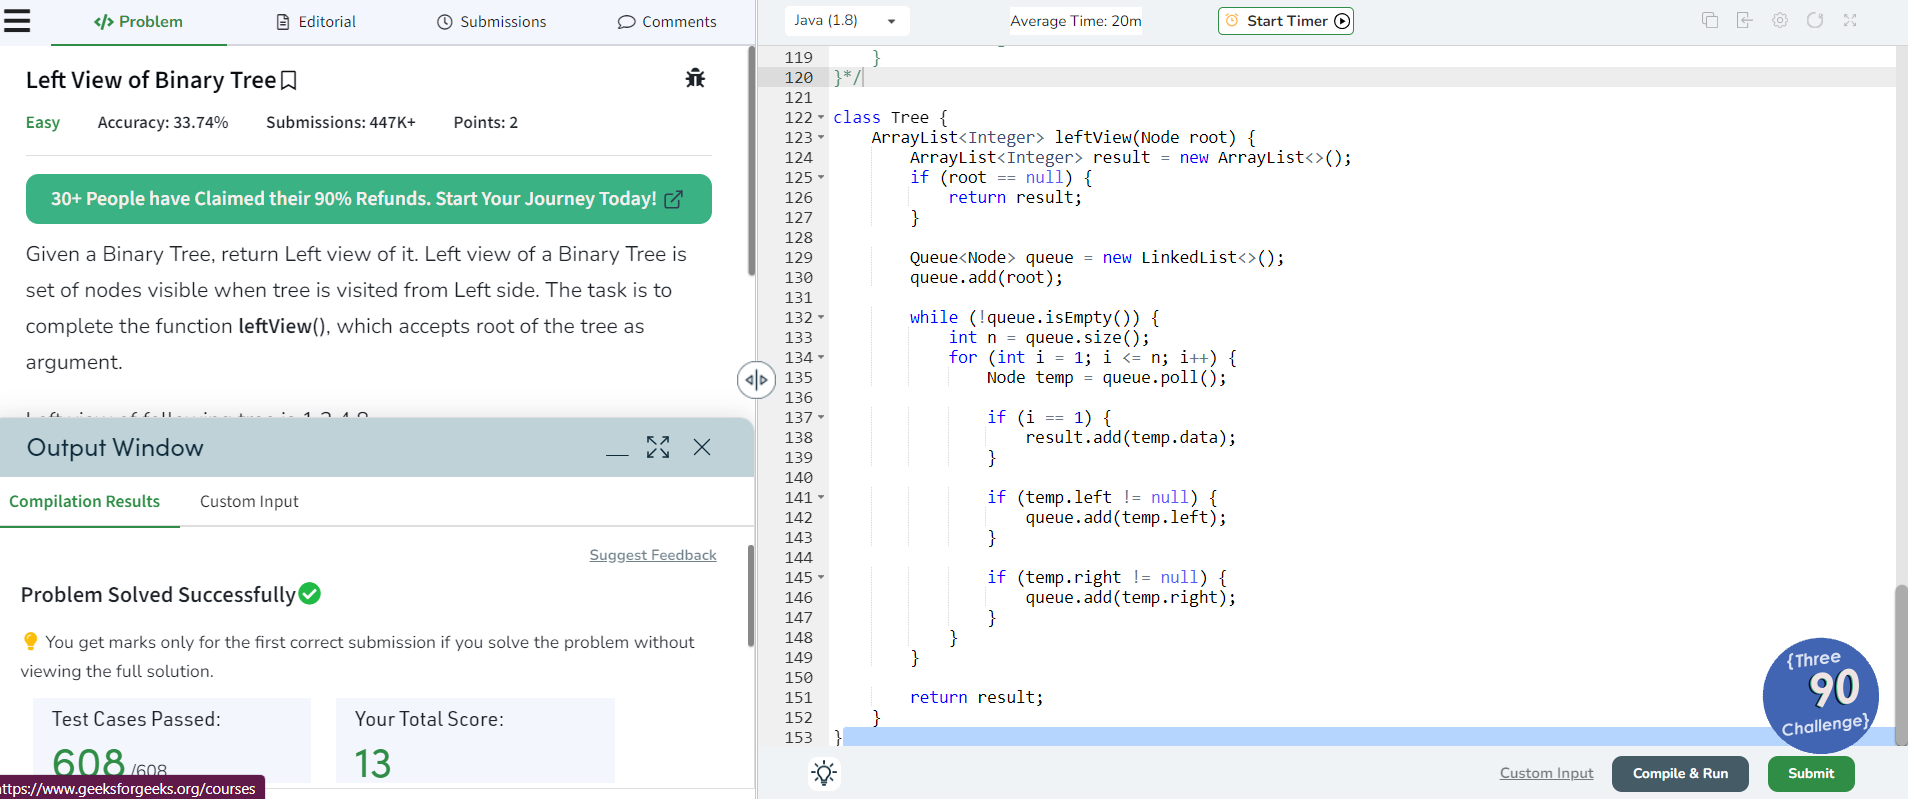 Problem
Editorial
Submissions
Comments
Left View of Binary Tree
Easy
Accuracy: 33.74%
Submissions: 447K+
Points: 2
30+ People have Claimed their 90% Refunds. Start Your Journey Today!
Given a Binary Tree, return Left view of it. Left view of a Binary Tree is
set of nodes visible when tree is visited from Left side. The task is to
complete the function leftView(), which accepts root of the tree as
argument.
Output Window
Compilation Results
Custom Input
Suggest Feedback
Problem Solved Successfully
You get marks only for the first correct submission if you solve the problem without
viewing the full solution.
Test Cases Passed:
608 /608
Your Total Score:
13
ttps://www.geeksforgeeks.org/courses
Java (1.8)
Average Time: 20m
Start Timer
119 }
120 }*/
121
122 class Tree {
123 ArrayList<Integer> leftView(Node root) {
124 ArrayList<Integer> result = new ArrayList<>();
125 if (root == null) {
126 return result;
127 }
128
129 Queue<Node> queue = new LinkedList<>();
130 queue.add(root);
131
132 while (!queue.isEmpty()) {
133 int n = queue.size();
134 for (int i = 1; i <= n; i++) {
135 Node temp = queue.poll();
136
137 if (i == 1) {
138 result.add(temp.data);
139 }
140
141 if (temp.left != null) {
142 queue.add(temp.left);
143 }
144
145 if (temp.right != null) {
146 queue.add(temp.right);
147 }
148 }
149 }
150
151 return result;
152 }
153 }
{Three
90
Challenge}
Custom Input
Compile & Run
Submit